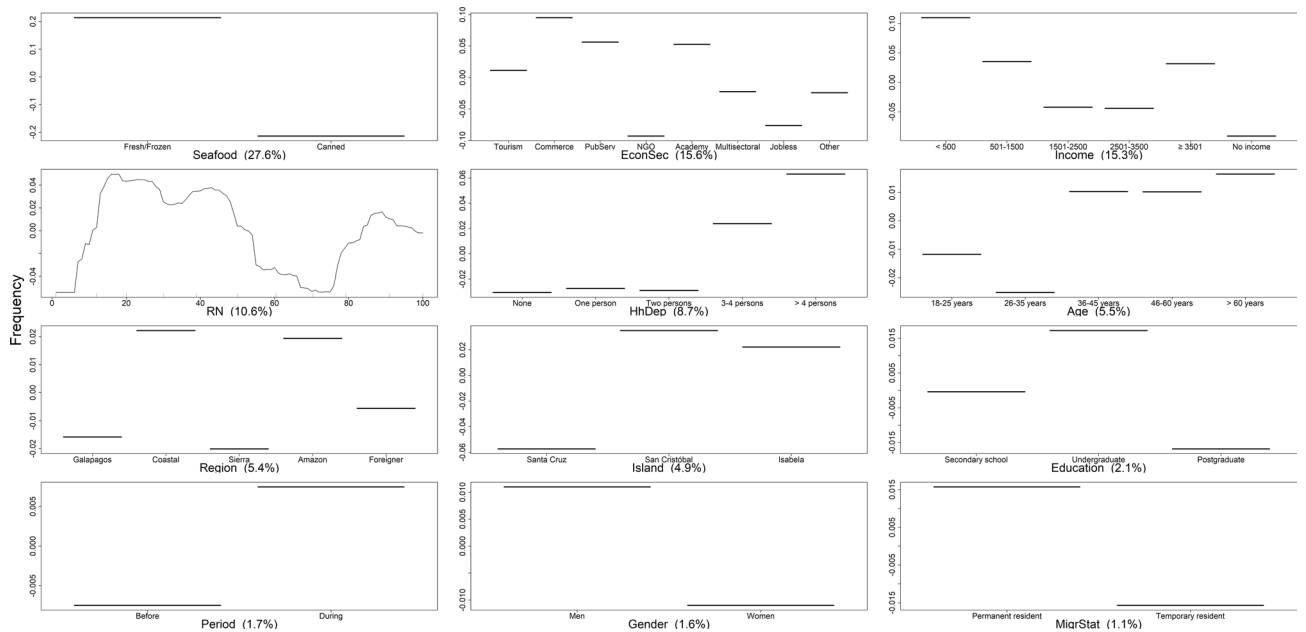 Frequency
0.2
0.1
0.0
-0.1
-0.2
Fresh/Frozen Canned
Seafood (27.6%)
0.05
0.00
-0.05
-0.10
Tourism Commerce PubServ NGO Academy Multisectoral Jobless Other
EconSec (15.6%)
0.10
0.05
0.00
-0.05
< 500 501-1500 1501-2500 2501-3500 ≥ 3501 No income
Income (15.3%)
0.04
0.00
-0.04
0 20 40 60 80 100
RN (10.6%)
0.06
0.04
0.02
0.00
-0.02
None One person Two persons 3-4 persons > 4 persons
HhDep (8.7%)
0.01
0.00
-0.01
-0.02
18-25 years 26-35 years 36-45 years 46-60 years > 60 years
Age (5.5%)
0.02
0.01
0.00
-0.01
-0.02
Galapagos Coastal Sierra Amazon Foreigner
Region (5.4%)
0.02
-0.02
-0.06
Santa Cruz San Cristóbal Isabela
Island (4.9%)
0.015
0.005
-0.005
-0.015
Secondary school Undergraduate Postgraduate
Education (2.1%)
0.005
0.000
-0.005
Before During
Period (1.7%)
0.010
0.005
0.000
-0.010
Men Women
Gender (1.6%)
0.015
0.005
-0.005
-0.015
Permanent resident Temporary resident
MigrStat (1.1%)